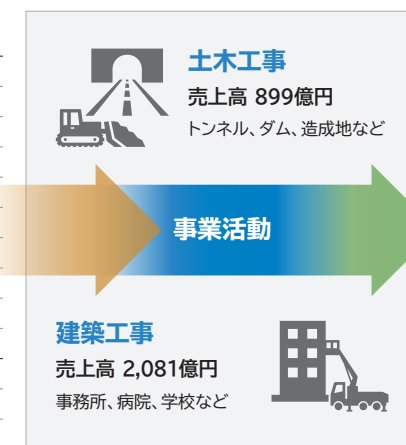 土木工事
売上高 899億円
トンネル、ダム、造成地など
事業活動
建築工事
売上高 2,081億円
事務所、病院、学校など